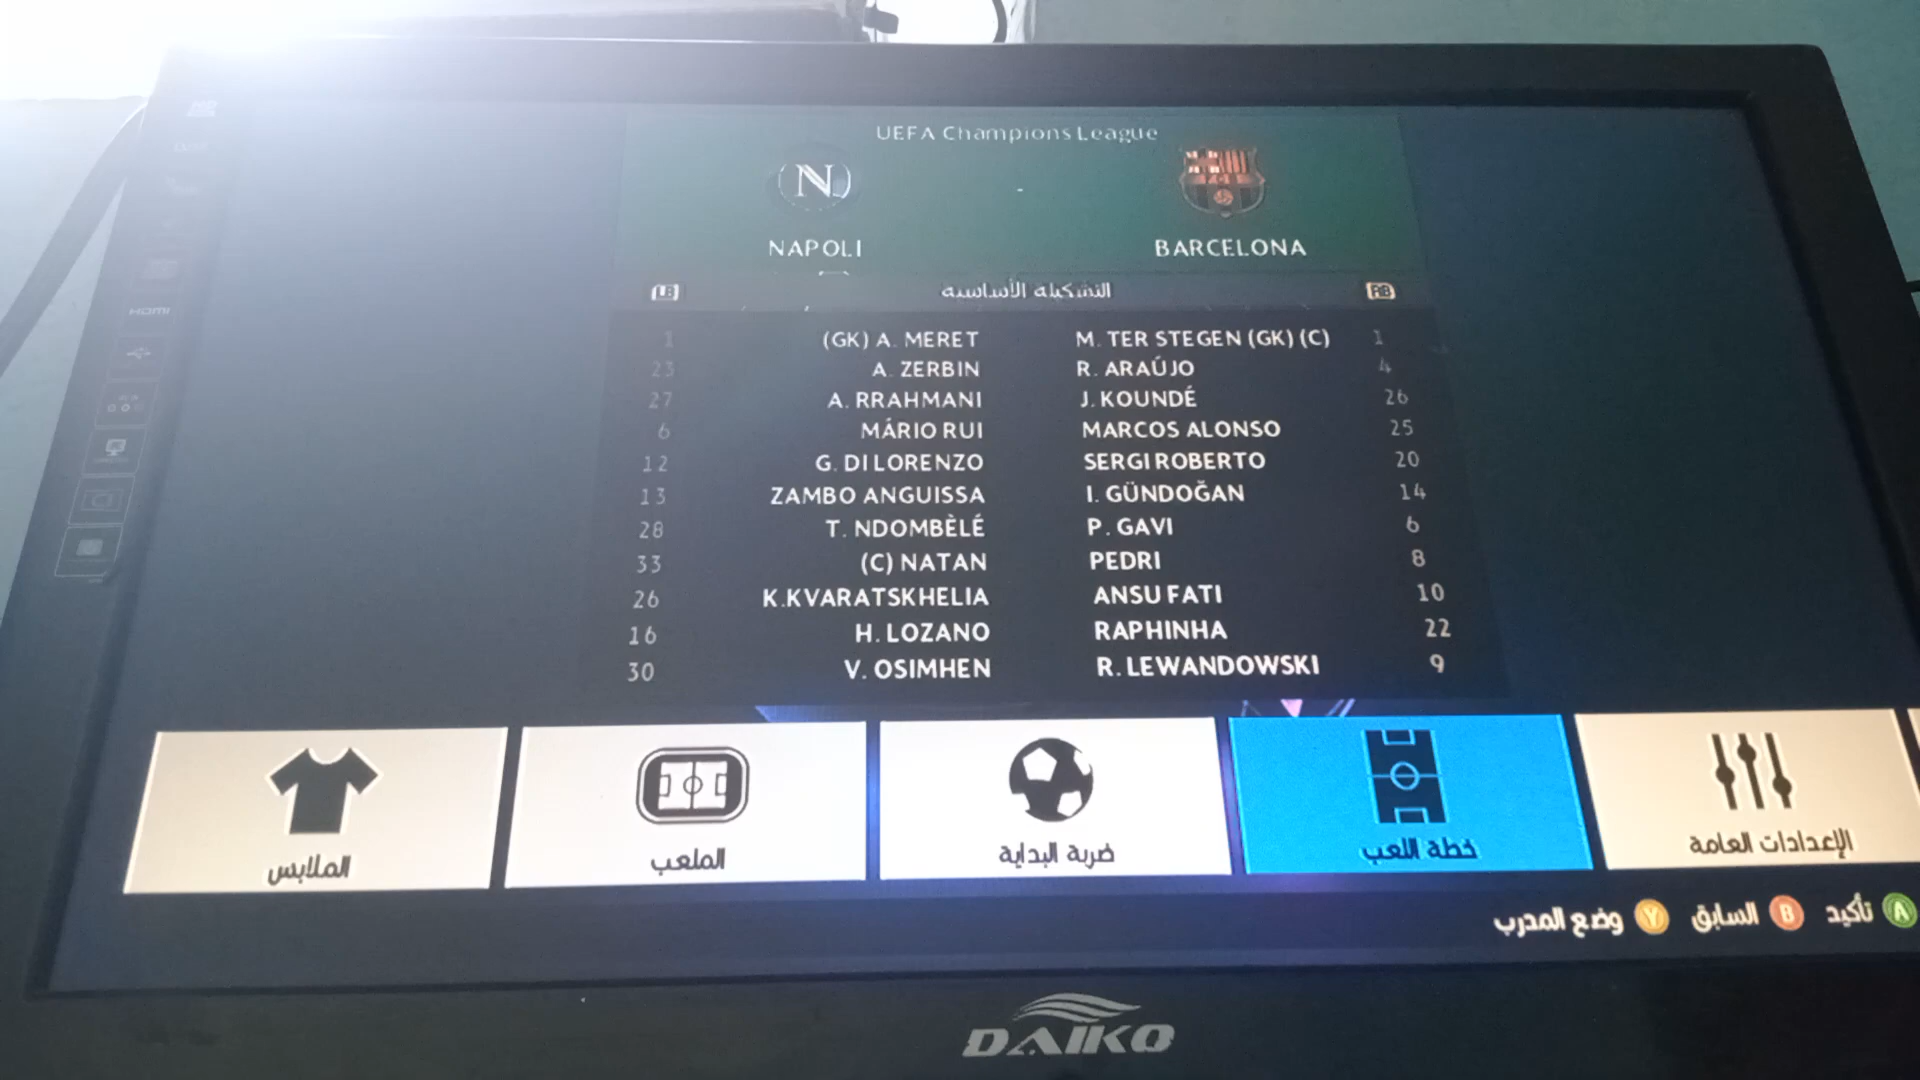 UEFA Champions League
N
-
NAPOLI
BARCELONA
LB التشكيلة الأساسية RB
1 (GK) A. MERET M. TER STEGEN (GK) (C) 1
23 A. ZERBIN R. ARAÚJO 4
27 A. RRAHMANI J. KOUNDÉ 26
6 MÁRIO RUI MARCOS ALONSO 25
12 G. DI LORENZO SERGI ROBERTO 20
13 ZAMBO ANGUISSA I. GÜNDOĞAN 14
28 T. NDOMBÈLÉ P. GAVI 6
33 (C) NATAN PEDRI 8
26 K.KVARATSKHELIA ANSU FATI 10
16 H. LOZANO RAPHINHA 22
30 V. OSIMHEN R. LEWANDOWSKI 9
الملابس
الملعب
ضربة البداية
خطة اللعب
الإعدادات العامة
A تأكيد B السابق Y وضع المدرب
HDMI
DAIKO